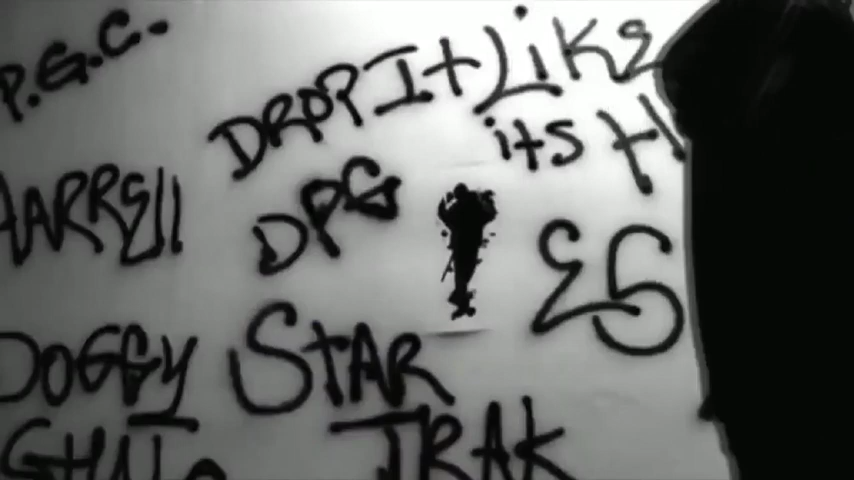 P.G.C.
DROP It LiKE
its H
ARRELL
DPG
ES
DOGGY
STAR
TRAK